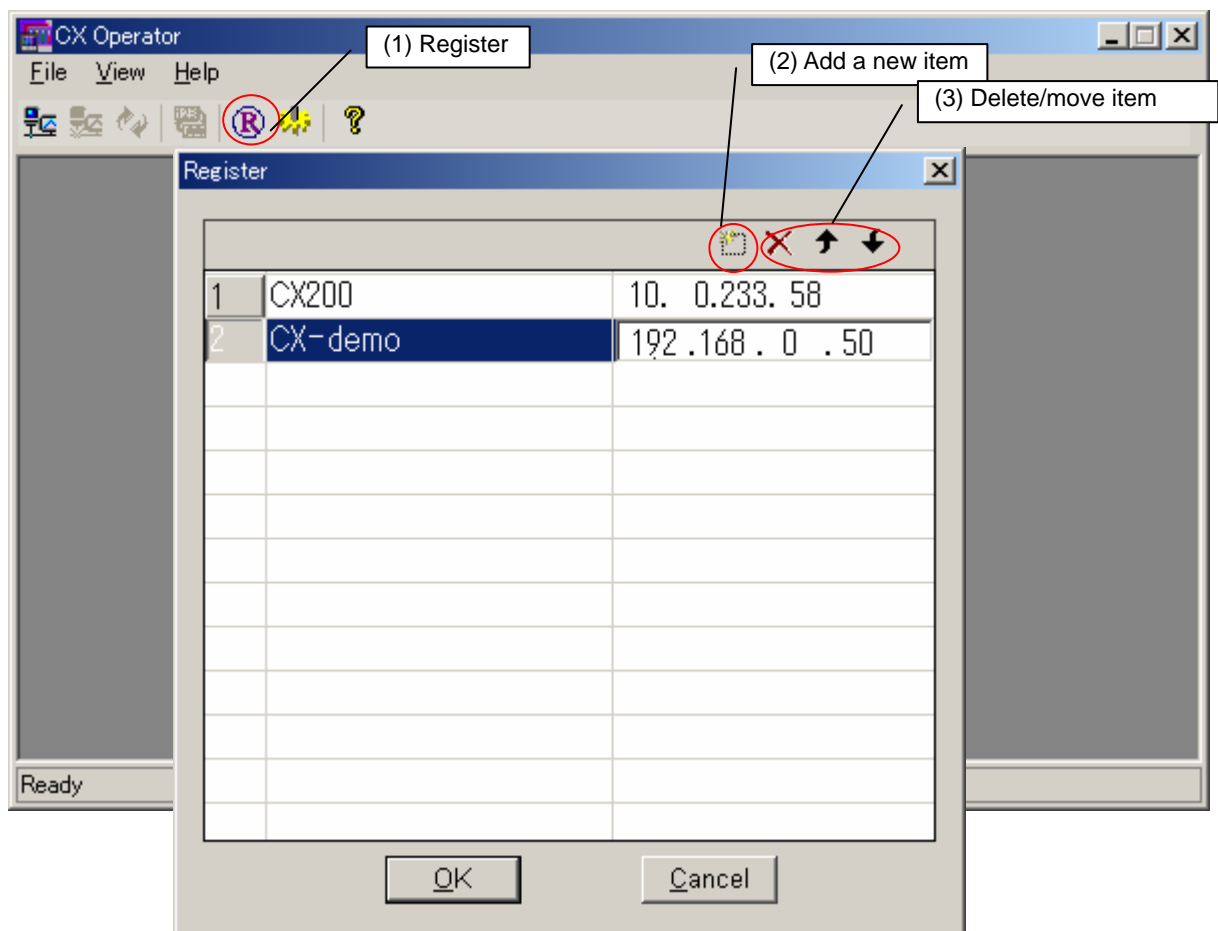 CX Operator
(1) Register
(2) Add a new item
File View Help
(3) Delete/move item
R ?
Register
1 CX200 10. 0.233. 58
2 CX-demo 192 .168 . 0 . 50
Ready
OK Cancel